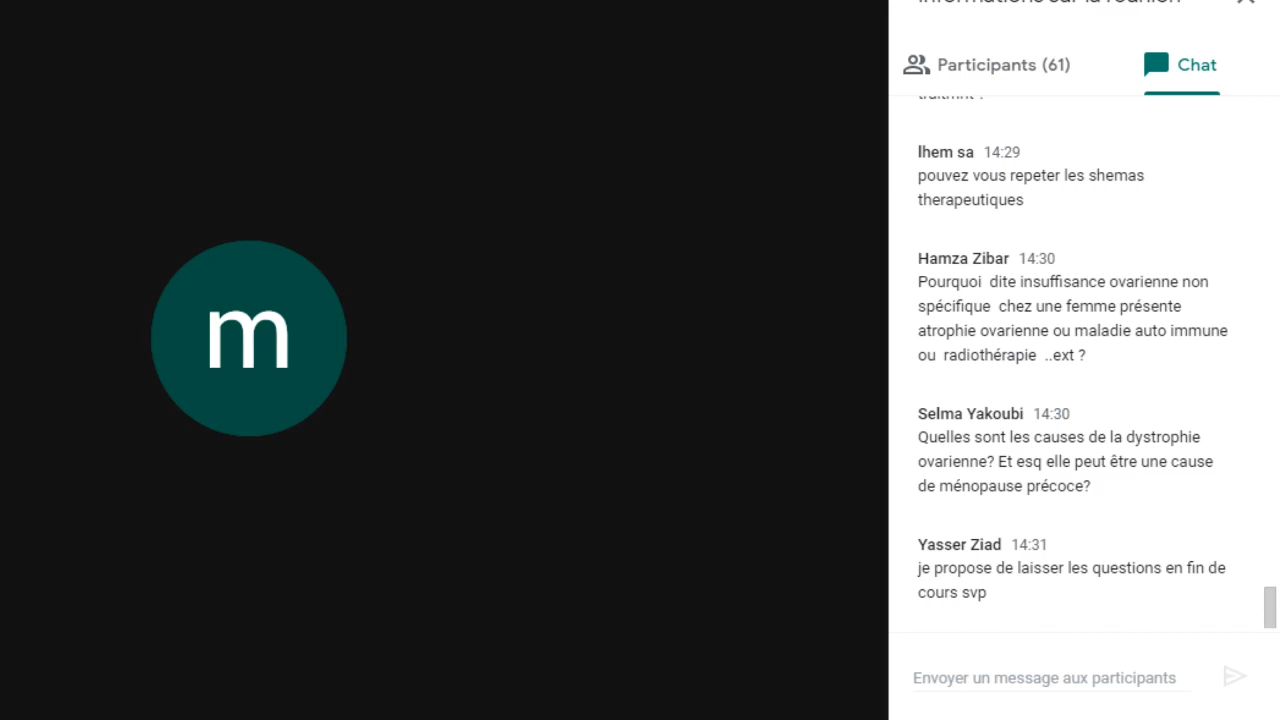 m
Informations sur la réunion
Participants (61)
Chat
lhem sa 14:29
pouvez vous repeter les shemas
therapeutiques
Hamza Zibar 14:30
Pourquoi dite insuffisance ovarienne non
spécifique chez une femme présente
atrophie ovarienne ou maladie auto immune
ou radiothérapie ..ext ?
Selma Yakoubi 14:30
Quelles sont les causes de la dystrophie
ovarienne? Et esq elle peut être une cause
de ménopause précoce?
Yasser Ziad 14:31
je propose de laisser les questions en fin de
cours svp
Envoyer un message aux participants